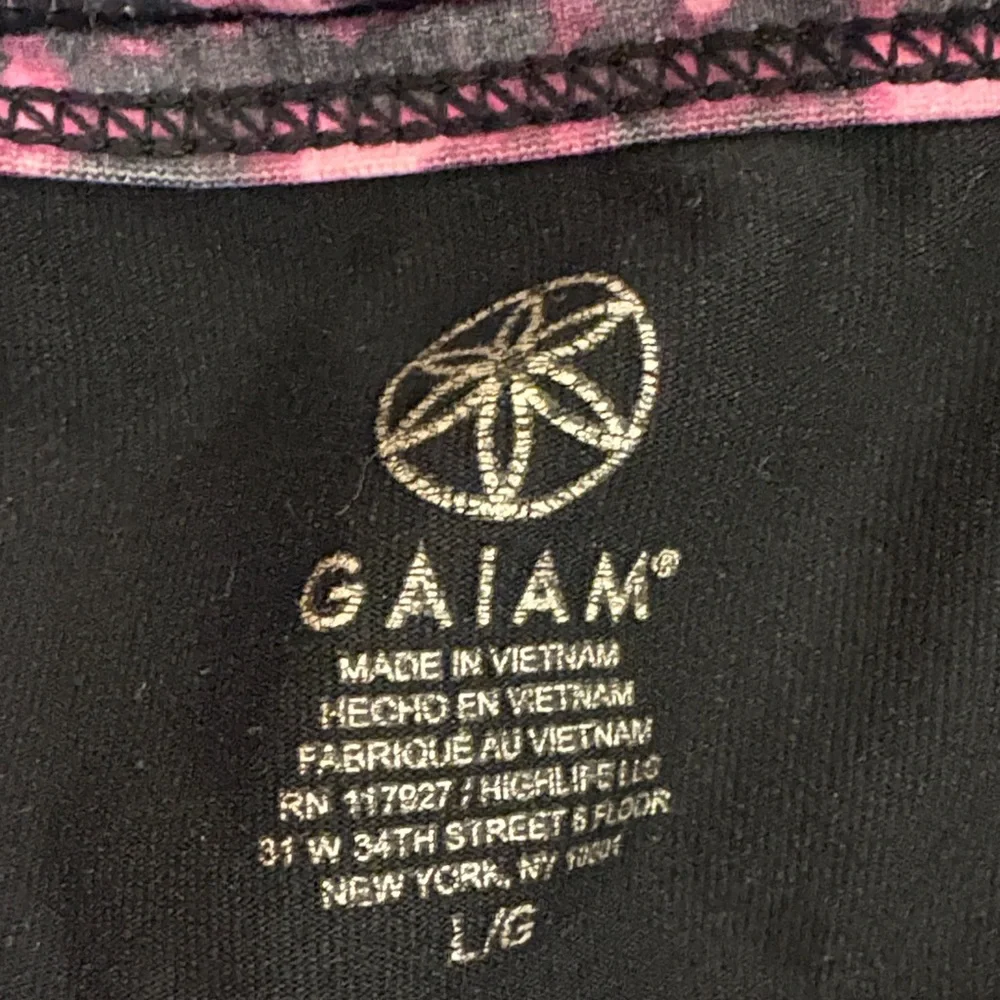 GAIAM®
MADE IN VIETNAM
HECHO EN VIETNAM
FABRIQUÉ AU VIETNAM
RN 117927 / HIGHLIFE LLC
31 W 34TH STREET 6 FLOOR
NEW YORK, NY 10001
L/G